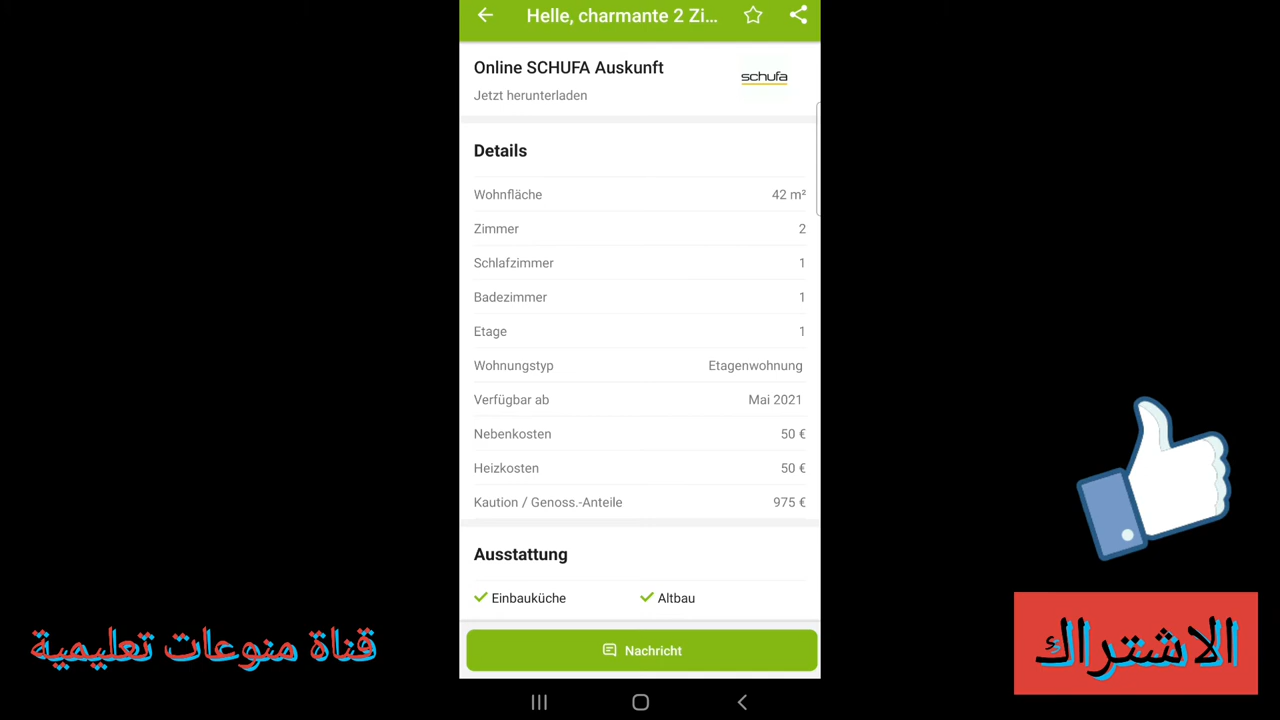 Helle, charmante 2 Zi...
Online SCHUFA Auskunft
schufa
Jetzt herunterladen
Details
Wohnfläche 42 m²
Zimmer 2
Schlafzimmer 1
Badezimmer 1
Etage 1
Wohnungstyp Etagenwohnung
Verfügbar ab Mai 2021
Nebenkosten 50 €
Heizkosten 50 €
Kaution / Genoss.-Anteile 975 €
Ausstattung
Einbauküche Altbau
Nachricht
قناة منوعات تعليمية
الاشتراك